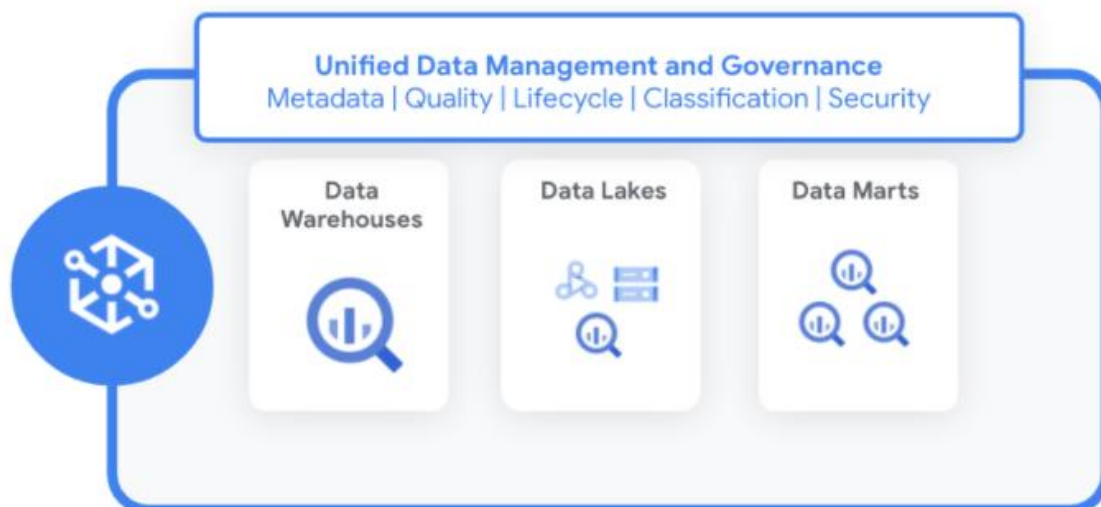 Unified Data Management and Governance
Metadata | Quality | Lifecycle | Classification | Security
Data
Warehouses
Data Lakes
Data Marts